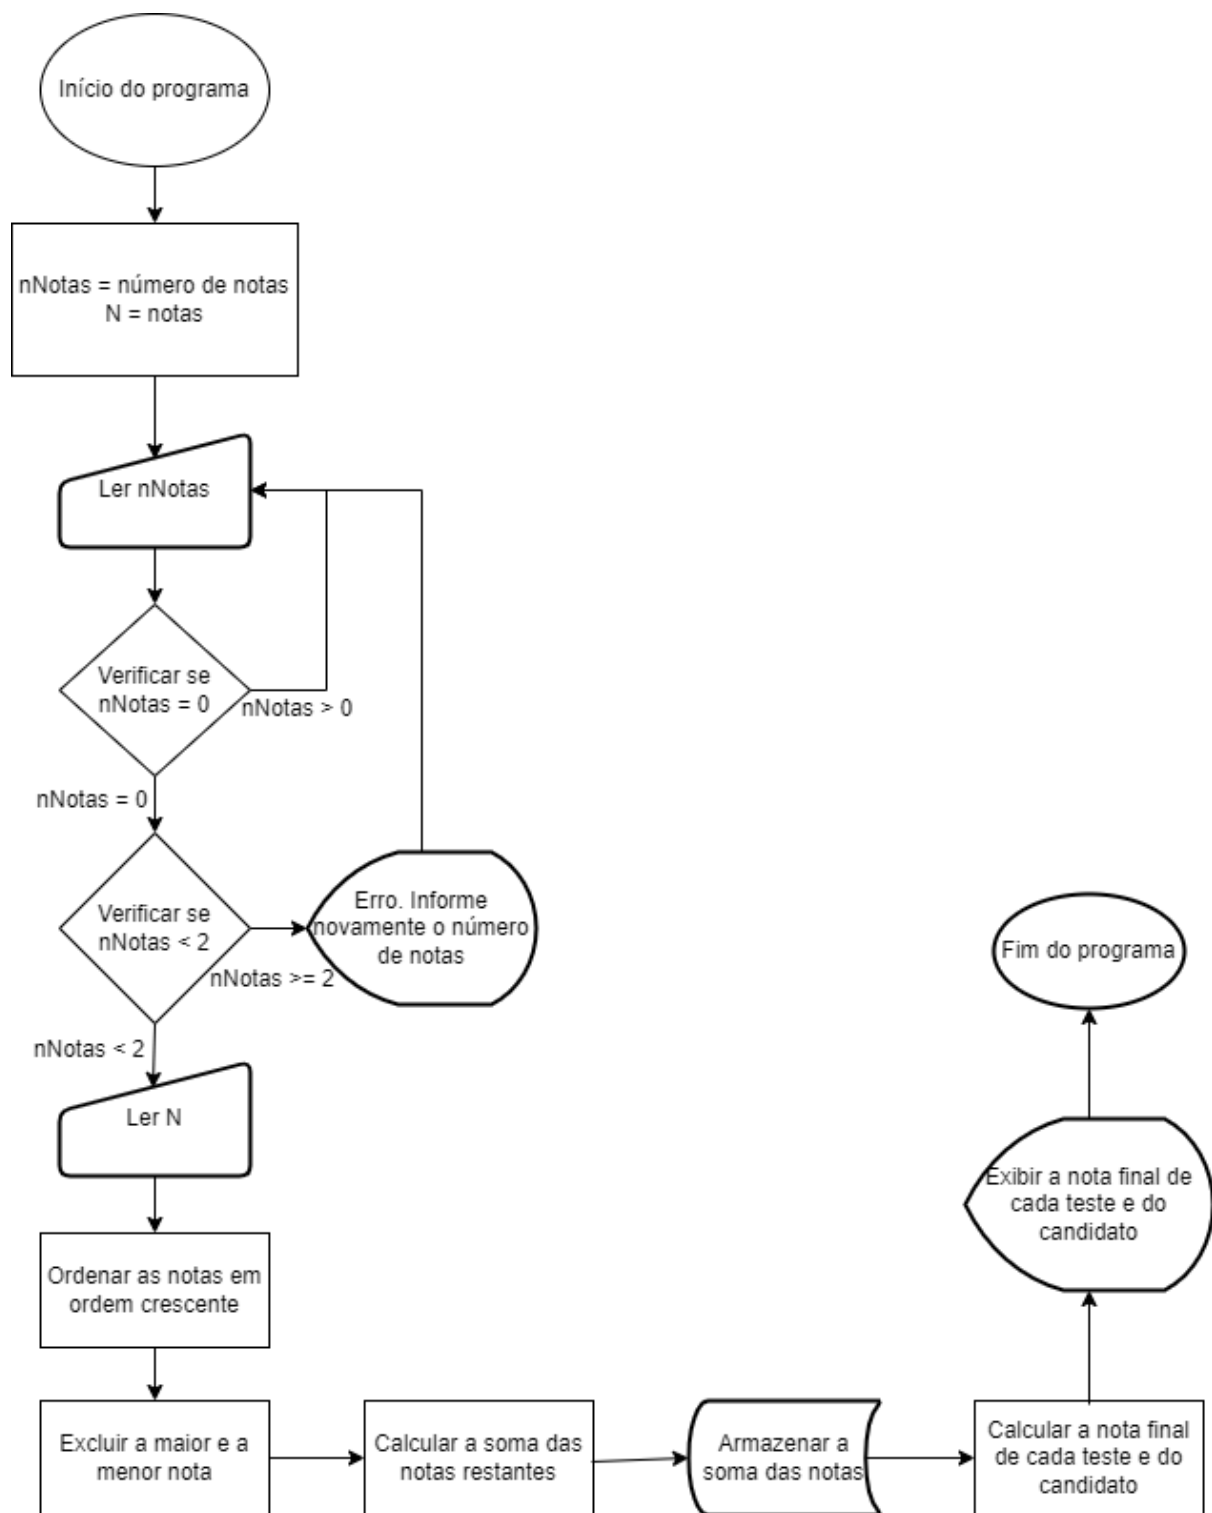 Início do programa
nNotas = número de notas
N = notas
Ler nNotas
Verificar se
nNotas = 0
nNotas > 0
nNotas = 0
Verificar se
nNotas < 2
nNotas >= 2
Erro. Informe
novamente o número
de notas
nNotas < 2
Ler N
Ordenar as notas em
ordem crescente
Excluir a maior e a
menor nota
Calcular a soma das
notas restantes
Armazenar a
soma das notas
Calcular a nota final
de cada teste e do
candidato
Exibir a nota final de
cada teste e do
candidato
Fim do programa